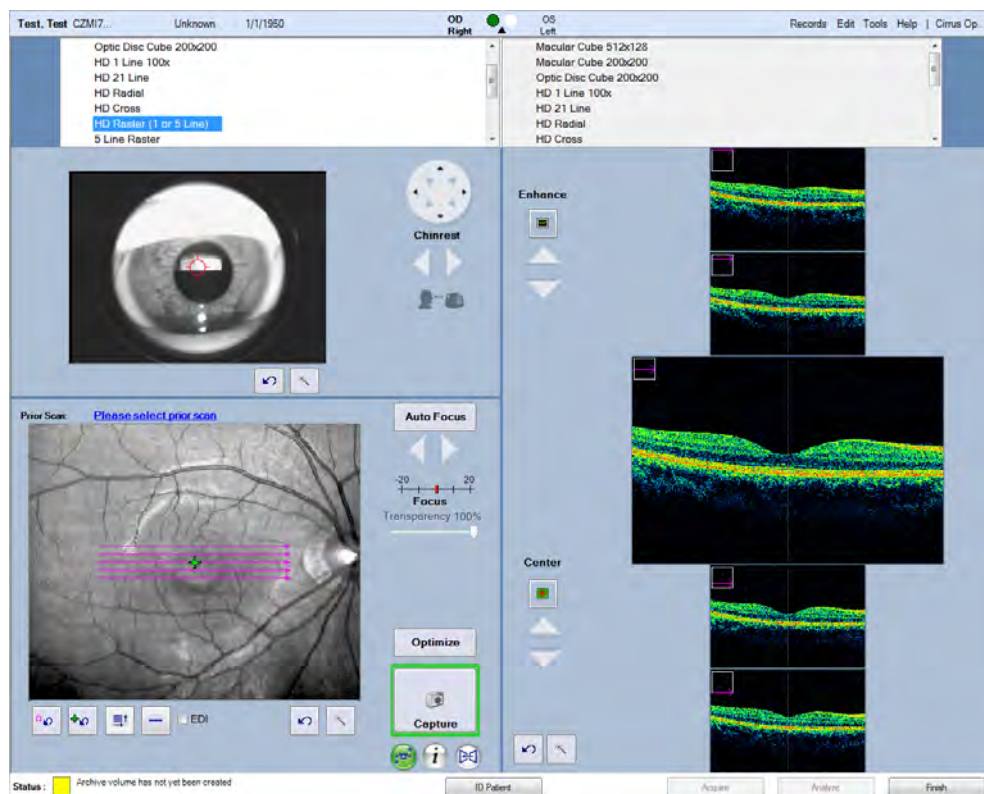 Test, Test CZMI7... Unknown 1/1/1950 OD Right OS Left Records Edit Tools Help | Cirrus Op...
Optic Disc Cube 200x200
HD 1 Line 100x
HD 21 Line
HD Radial
HD Cross
HD Raster (1 or 5 Line)
5 Line Raster
Macular Cube 512x128
Macular Cube 200x200
Optic Disc Cube 200x200
HD 1 Line 100x
HD 21 Line
HD Radial
HD Cross
Chinrest
Enhance
Prior Scan: Please select prior scan
Auto Focus
-20 20
Focus
Transparency 100%
Center
Optimize
Capture
EDI
Status : Archive volume has not yet been created
ID Patient
Acquire
Analyze
Finish